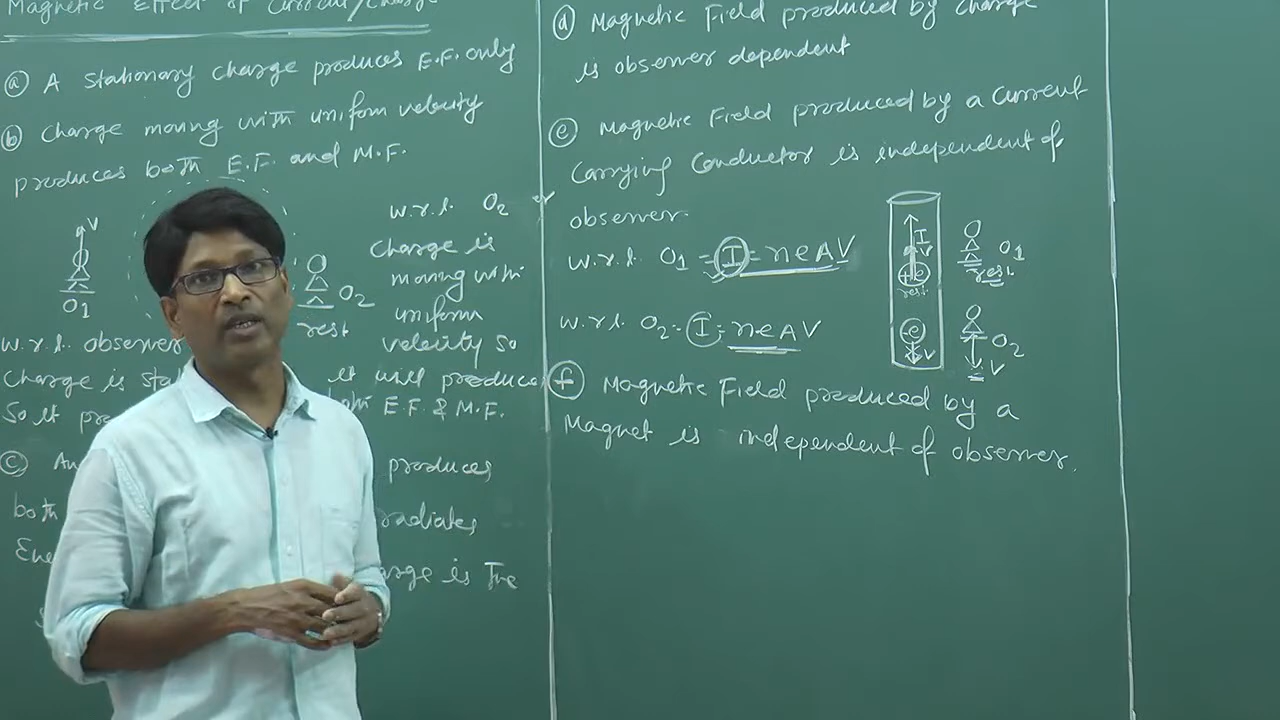 Magnetic Effect of Current/Charge
(a) A stationary charge produces E.F. only
(b) Charge moving with uniform velocity
produces both E.F. and M.F.
V
O1
O2
rest
w.r.t. O2
Charge is
moving with
uniform
velocity so
it will produce
both E.F. & M.F.
w.r.t. observer
Charge is
So it
(c)
produces
both
radiates
charge is the
(d) Magnetic Field produced by charge
is observer dependent
(e) Magnetic Field produced by a current
Carrying Conductor is independent of
observer.
w.r.t. O1 = I = neAV
w.r.t. O2 = I = neAV
I
V
+e
rest
-e
V
O1
rest
O2
V
(f) Magnetic Field produced by a
Magnet is independent of observer.